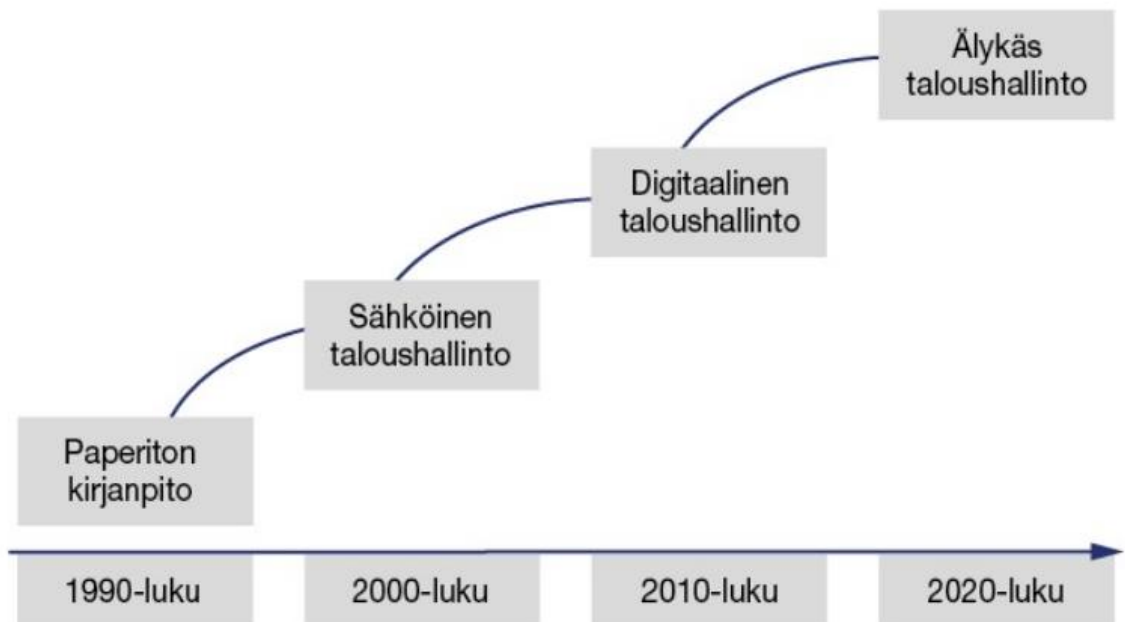 Älykäs
taloushallinto
Digitaalinen
taloushallinto
Sähköinen
taloushallinto
Paperiton
kirjanpito
1990-luku
2000-luku
2010-luku
2020-luku